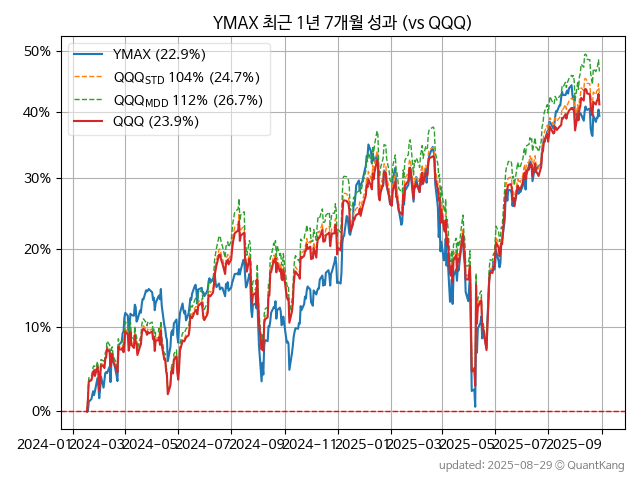 YMAX 최근 1년 7개월 성과 (vs QQQ)
YMAX (22.9%)
QQQSTD 104% (24.7%)
QQQMDD 112% (26.7%)
QQQ (23.9%)
50%
40%
30%
20%
10%
0%
2024-01 2024-03 2024-05 2024-07 2024-09 2024-11 2025-01 2025-03 2025-05 2025-07 2025-09
updated: 2025-08-29 © QuantKang